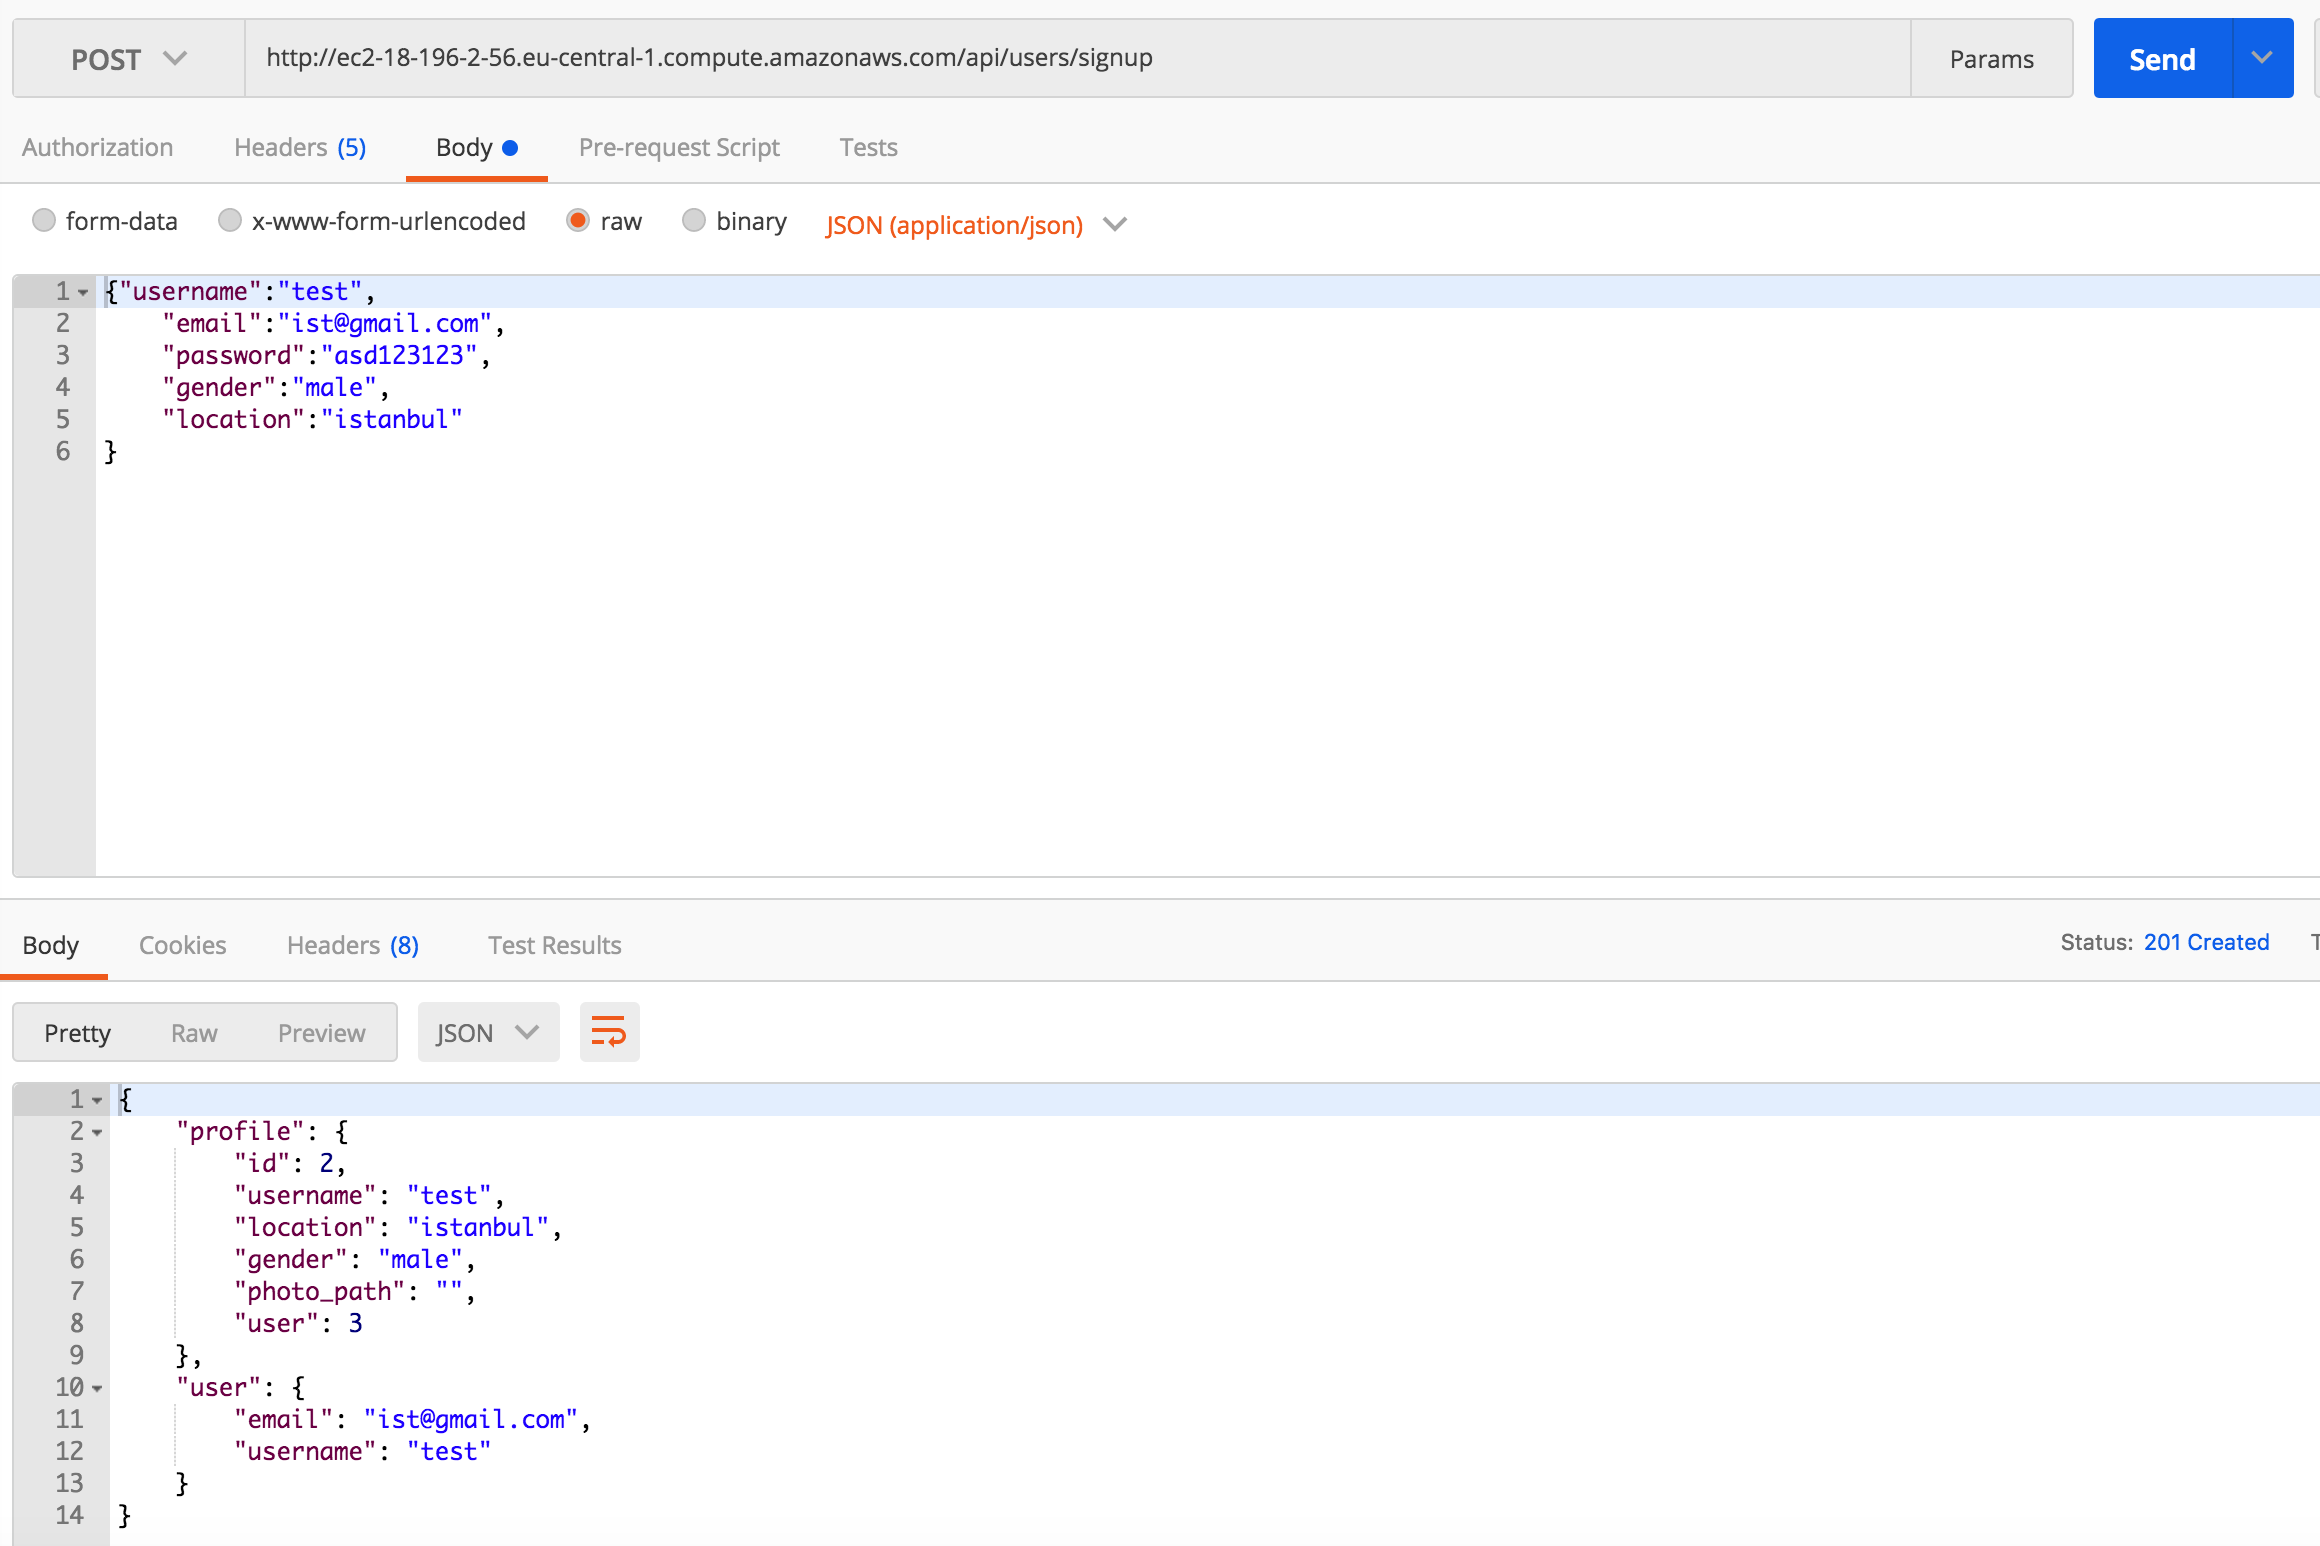 POST http://ec2-18-196-2-56.eu-central-1.compute.amazonaws.com/api/users/signup Params Send
Authorization Headers (5) Body Pre-request Script Tests
form-data x-www-form-urlencoded raw binary JSON (application/json)
1 {"username":"test",
2 "email":"ist@gmail.com",
3 "password":"asd123123",
4 "gender":"male",
5 "location":"istanbul"
6 }
Body Cookies Headers (8) Test Results Status: 201 Created
Pretty Raw Preview JSON
1 {
2 "profile": {
3 "id": 2,
4 "username": "test",
5 "location": "istanbul",
6 "gender": "male",
7 "photo_path": "",
8 "user": 3
9 },
10 "user": {
11 "email": "ist@gmail.com",
12 "username": "test"
13 }
14 }